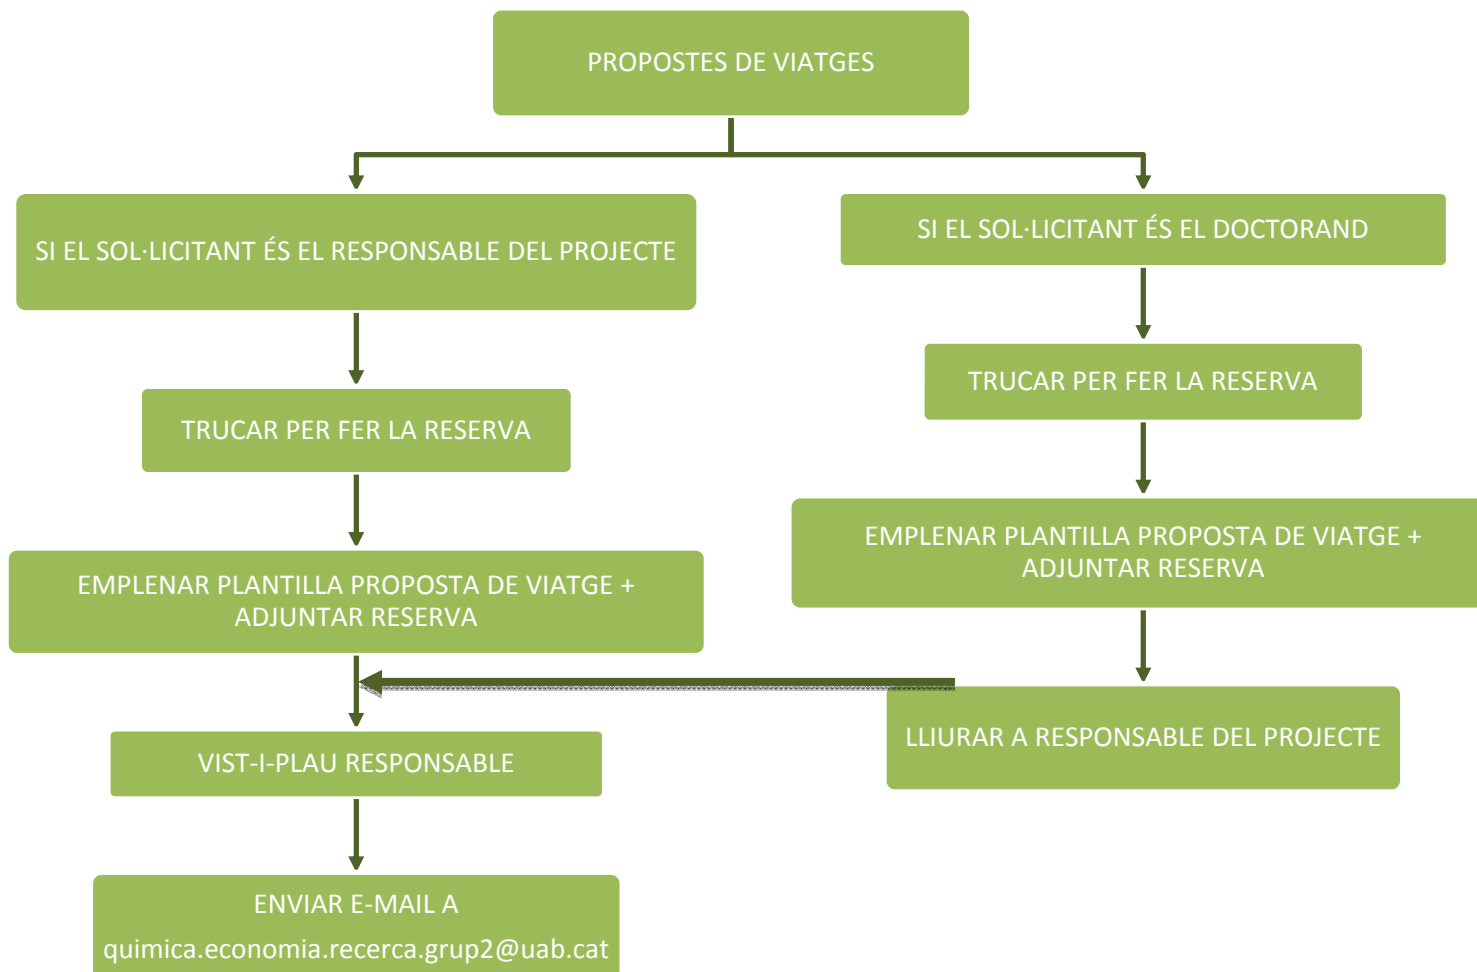 PROPOSTES DE VIATGES
SI EL SOL·LICITANT ÉS EL RESPONSABLE DEL PROJECTE
TRUCAR PER FER LA RESERVA
EMPLENAR PLANTILLA PROPOSTA DE VIATGE +
ADJUNTAR RESERVA
VIST-I-PLAU RESPONSABLE
ENVIAR E-MAIL A
quimica.economia.recerca.grup2@uab.cat
SI EL SOL·LICITANT ÉS EL DOCTORAND
TRUCAR PER FER LA RESERVA
EMPLENAR PLANTILLA PROPOSTA DE VIATGE +
ADJUNTAR RESERVA
LLIURAR A RESPONSABLE DEL PROJECTE